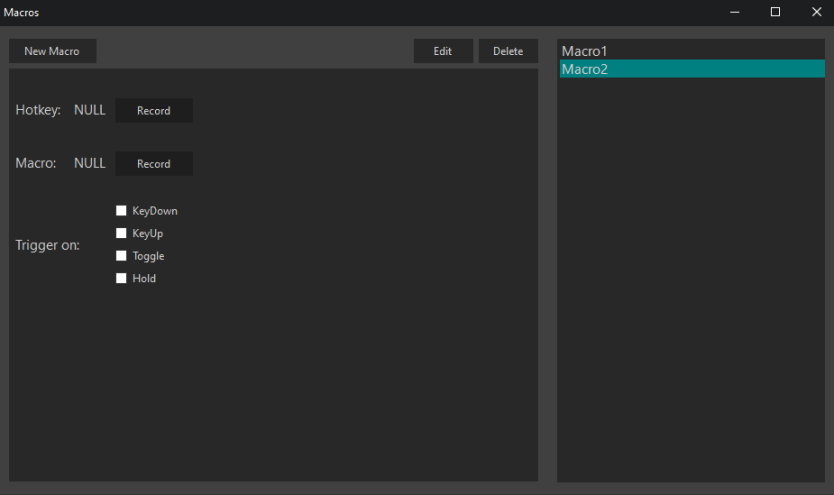 Macros
New Macro
Edit
Delete
Macro1
Macro2
Hotkey: NULL Record
Macro: NULL Record
Trigger on:
KeyDown
KeyUp
Toggle
Hold